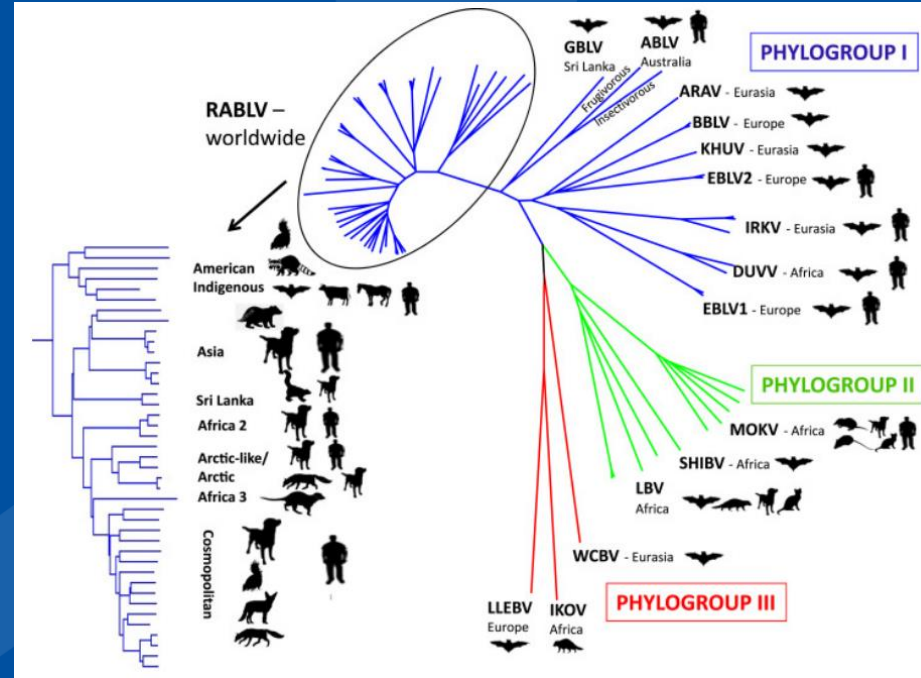 GBLV
Sri Lanka
ABLV
Australia
PHYLOGROUP I
Frugivorous
Insectivorous
RABLV –
worldwide
ARAV - Eurasia
BBLV - Europe
KHUV - Eurasia
EBLV2 - Europe
IRKV - Eurasia
DUVV - Africa
EBLV1 - Europe
American
Indigenous
Asia
Sri Lanka
Africa 2
Arctic-like/
Arctic
Africa 3
Cosmopolitan
PHYLOGROUP II
MOKV - Africa
SHIBV - Africa
LBV
Africa
WCBV - Eurasia
LLEBV
Europe
IKOV
Africa
PHYLOGROUP III